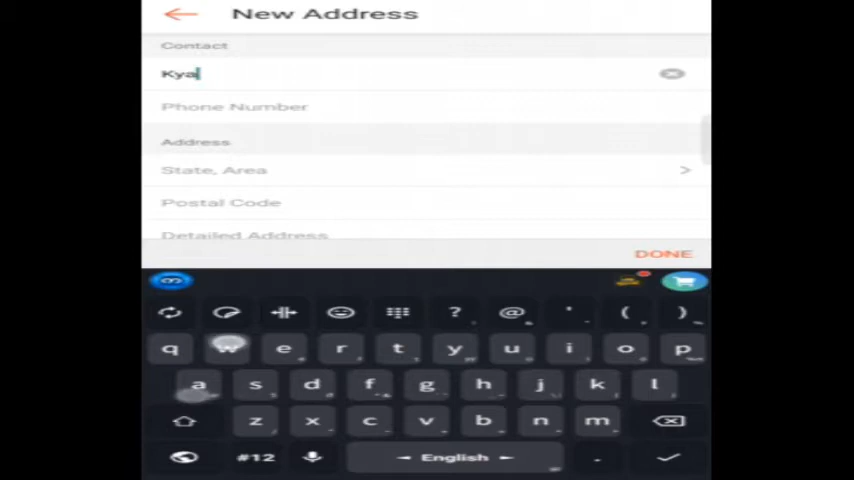 New Address
Contact
Kya
Phone Number
Address
State, Area
Postal Code
Detailed Address
DONE
? @ ' ( )
q w e r t y u i o p
a s d f g h j k l
z x c v b n m
#12 English .